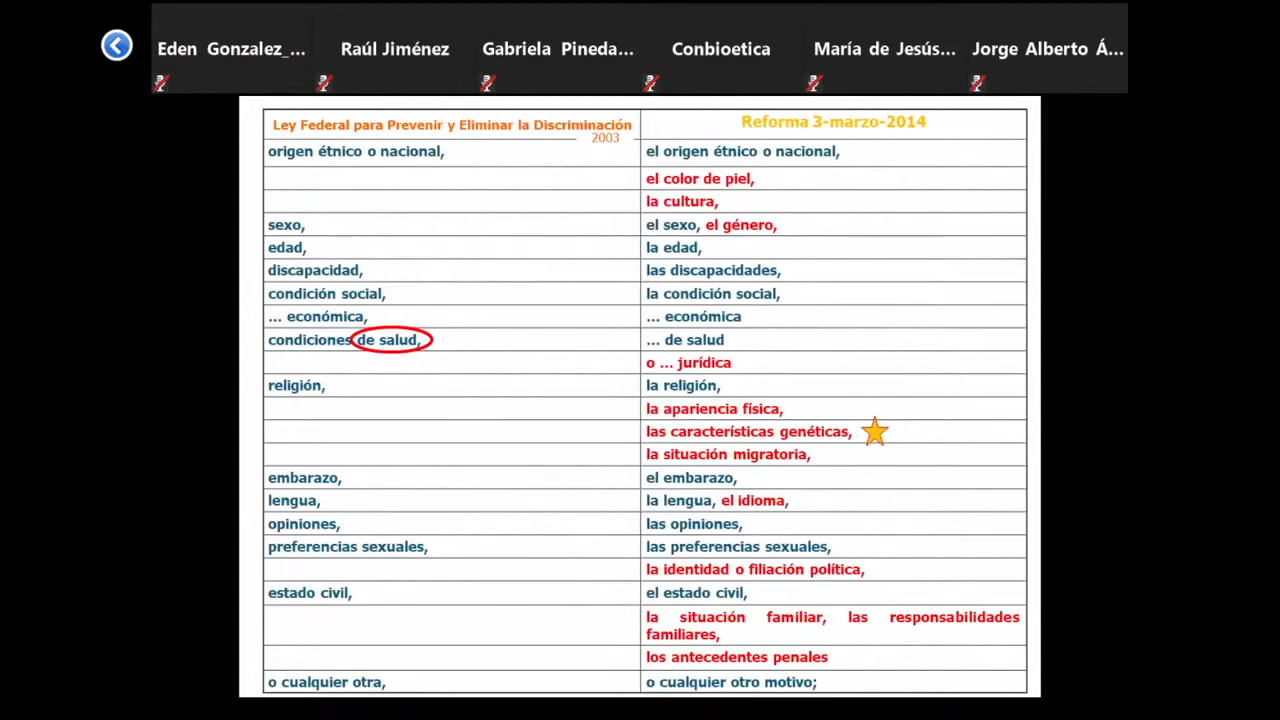 Eden Gonzalez_...
Raúl Jiménez
Gabriela Pineda...
Conbioetica
María de Jesús...
Jorge Alberto Á...
Ley Federal para Prevenir y Eliminar la Discriminación
2003
Reforma 3-marzo-2014
origen étnico o nacional,
el origen étnico o nacional,
el color de piel,
la cultura,
sexo,
el sexo, el género,
edad,
la edad,
discapacidad,
las discapacidades,
condición social,
la condición social,
... económica,
... económica
condiciones de salud,
... de salud
o ... jurídica
religión,
la religión,
la apariencia física,
las características genéticas,
la situación migratoria,
embarazo,
el embarazo,
lengua,
la lengua, el idioma,
opiniones,
las opiniones,
preferencias sexuales,
las preferencias sexuales,
la identidad o filiación política,
estado civil,
el estado civil,
la situación familiar, las responsabilidades
familiares,
los antecedentes penales
o cualquier otra,
o cualquier otro motivo;